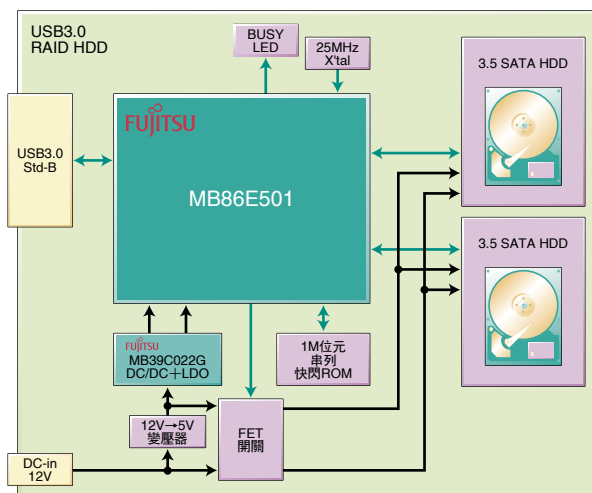 USB3.0
RAID HDD
BUSY
LED
25MHz
X'tal
3.5 SATA HDD
FUJITSU
USB3.0
Std-B
MB86E501
3.5 SATA HDD
FUJITSU
MB39C022G
DC/DC+LDO
1M位元
串列
快閃ROM
12V→5V
變壓器
FET
開關
DC-in
12V